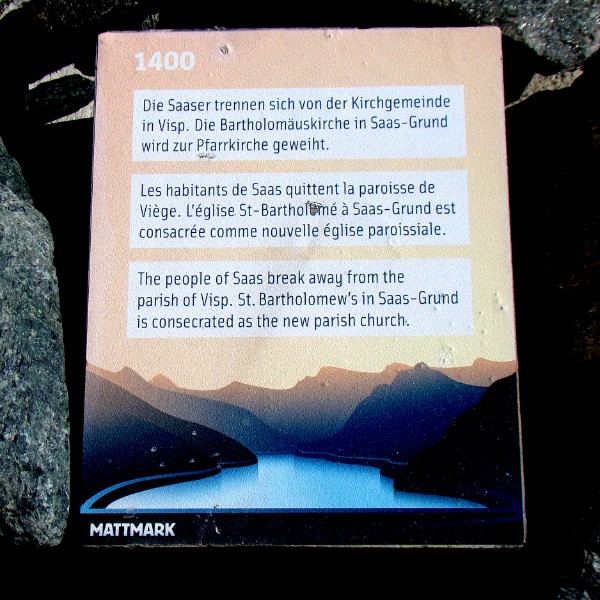 1400
Die Saaser trennen sich von der Kirchgemeinde
in Visp. Die Bartholomäuskirche in Saas-Grund
wird zur Pfarrkirche geweiht.
Les habitants de Saas quittent la paroisse de
Viège. L'église St-Bartholomé à Saas-Grund est
consacrée comme nouvelle église paroissiale.
The people of Saas break away from the
parish of Visp. St. Bartholomew's in Saas-Grund
is consecrated as the new parish church.
MATTMARK